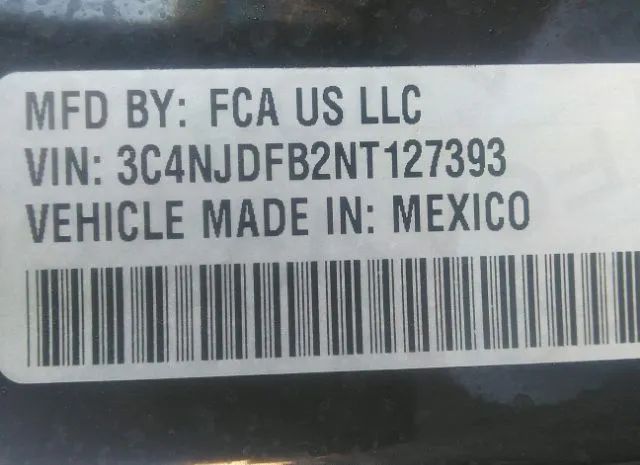 MFD BY: FCA US LLC
VIN: 3C4NJDFB2NT127393
VEHICLE MADE IN: MEXICO